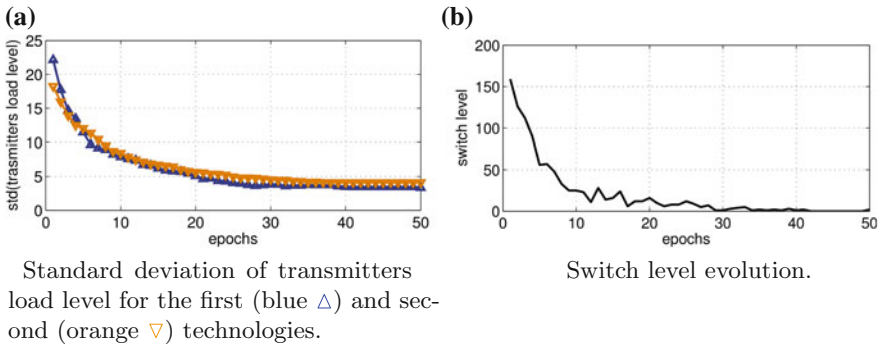 (a)
25
20
15
10
5
0
0 10 20 30 40 50
std(trasmitters load level)
epochs
Standard deviation of transmitters
load level for the first (blue △) and sec-
ond (orange ▽) technologies.
(b)
200
150
100
50
0
0 10 20 30 40 50
switch level
epochs
Switch level evolution.